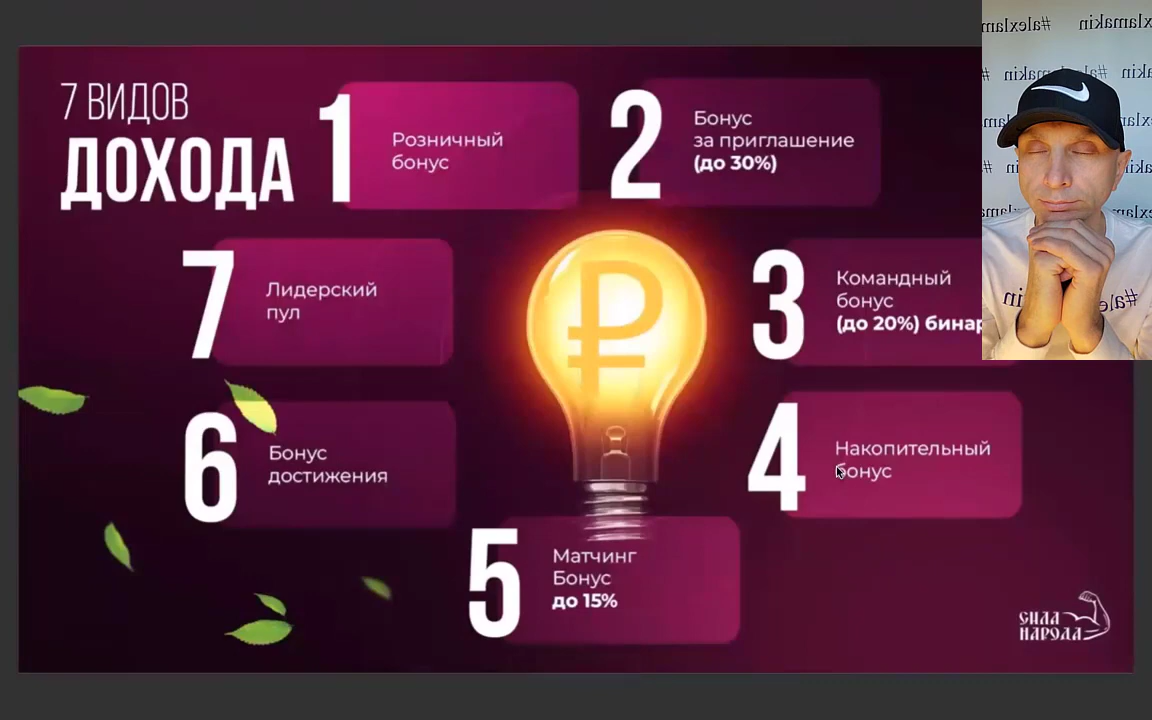 7 ВИДОВ
ДОХОДА
1
Розничный
бонус
2
Бонус
за приглашение
(до 30%)
3
Командный
бонус
(до 20%) бинар
4
Накопительный
бонус
5
Матчинг
Бонус
до 15%
6
Бонус
достижения
7
Лидерский
пул
₽
СИЛА
НАРОДА
#alexlamakin